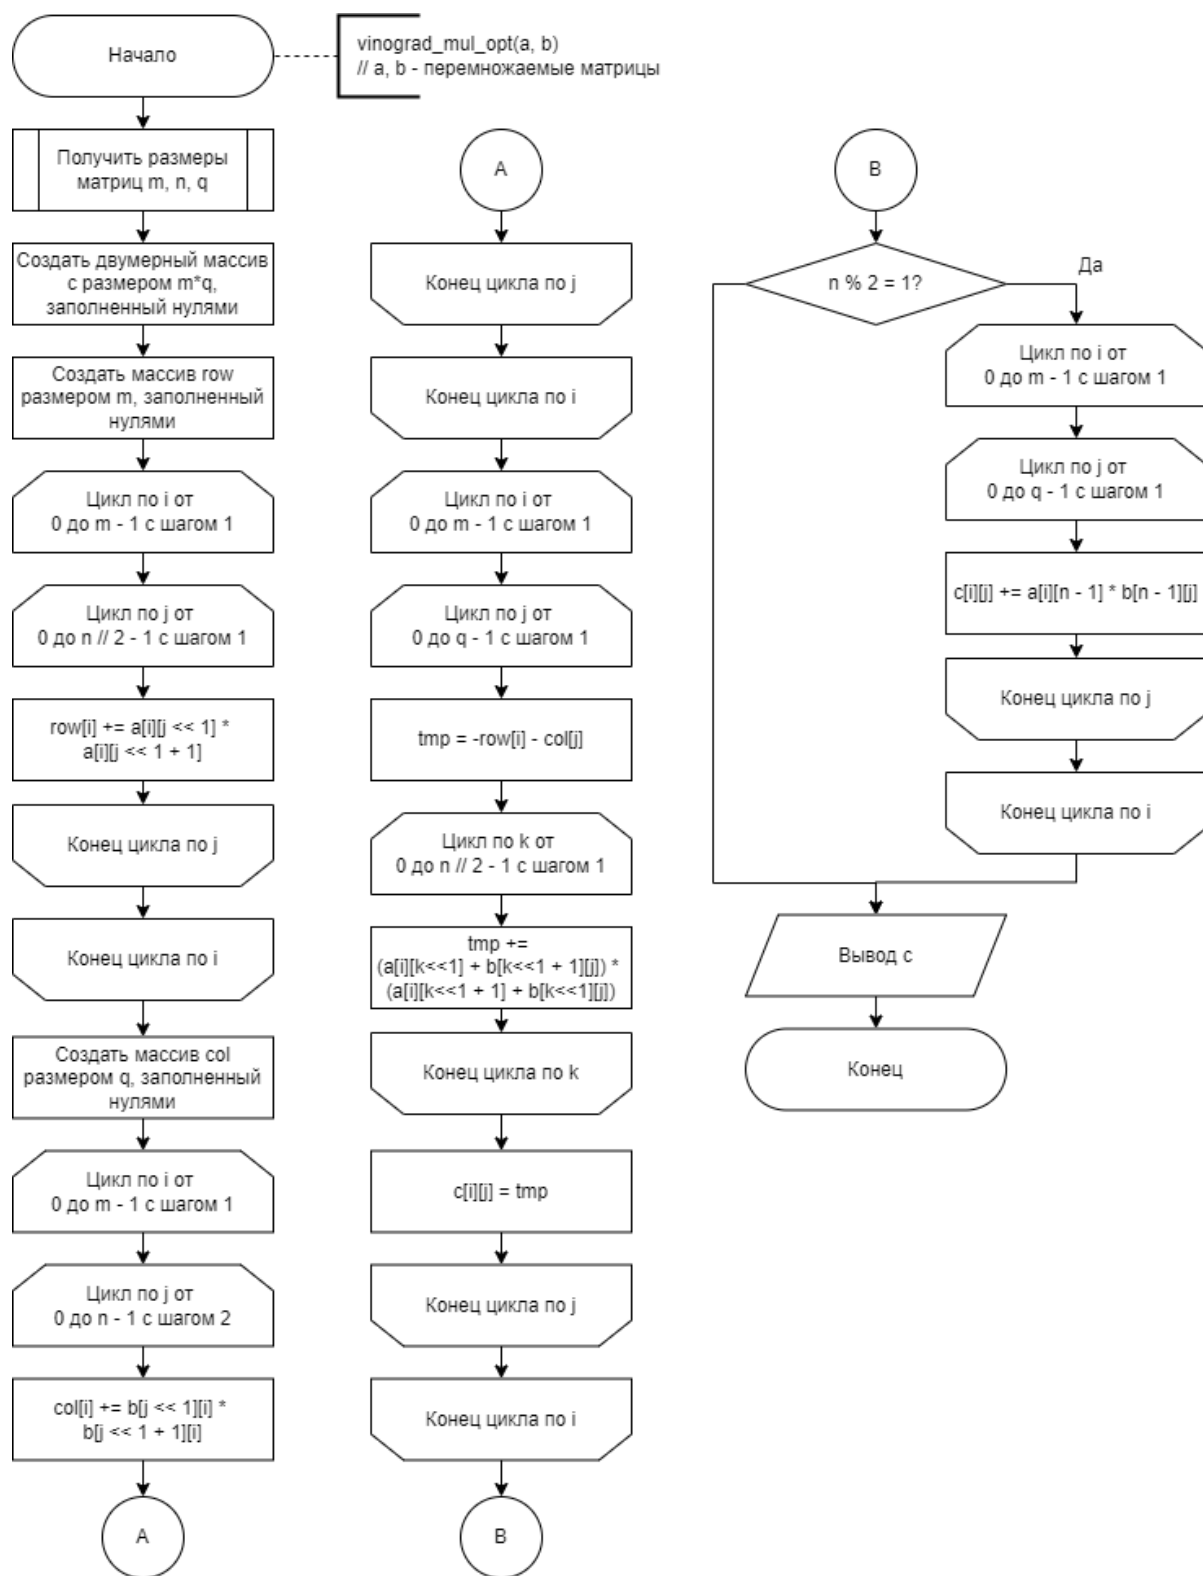 Начало
vinograd_mul_opt(a, b)
// a, b - перемножаемые матрицы
Получить размеры
матриц m, n, q
Создать двумерный массив
c размером m*q,
заполненный нулями
Создать массив row
размером m, заполненный
нулями
Цикл по i от
0 до m - 1 с шагом 1
Цикл по j от
0 до n // 2 - 1 с шагом 1
row[i] += a[i][j << 1] *
a[i][j << 1 + 1]
Конец цикла по j
Конец цикла по i
Создать массив col
размером q, заполненный
нулями
Цикл по i от
0 до m - 1 с шагом 1
Цикл по j от
0 до n - 1 с шагом 2
col[i] += b[j << 1][i] *
b[j << 1 + 1][i]
A
A
Конец цикла по j
Конец цикла по i
Цикл по i от
0 до m - 1 с шагом 1
Цикл по j от
0 до q - 1 с шагом 1
tmp = -row[i] - col[j]
Цикл по k от
0 до n // 2 - 1 с шагом 1
tmp +=
(a[i][k<<1] + b[k<<1 + 1][j]) *
(a[i][k<<1 + 1] + b[k<<1][j])
Конец цикла по k
c[i][j] = tmp
Конец цикла по j
Конец цикла по i
B
B
n % 2 = 1?
Да
Цикл по i от
0 до m - 1 с шагом 1
Цикл по j от
0 до q - 1 с шагом 1
c[i][j] += a[i][n - 1] * b[n - 1][j]
Конец цикла по j
Конец цикла по i
Вывод c
Конец